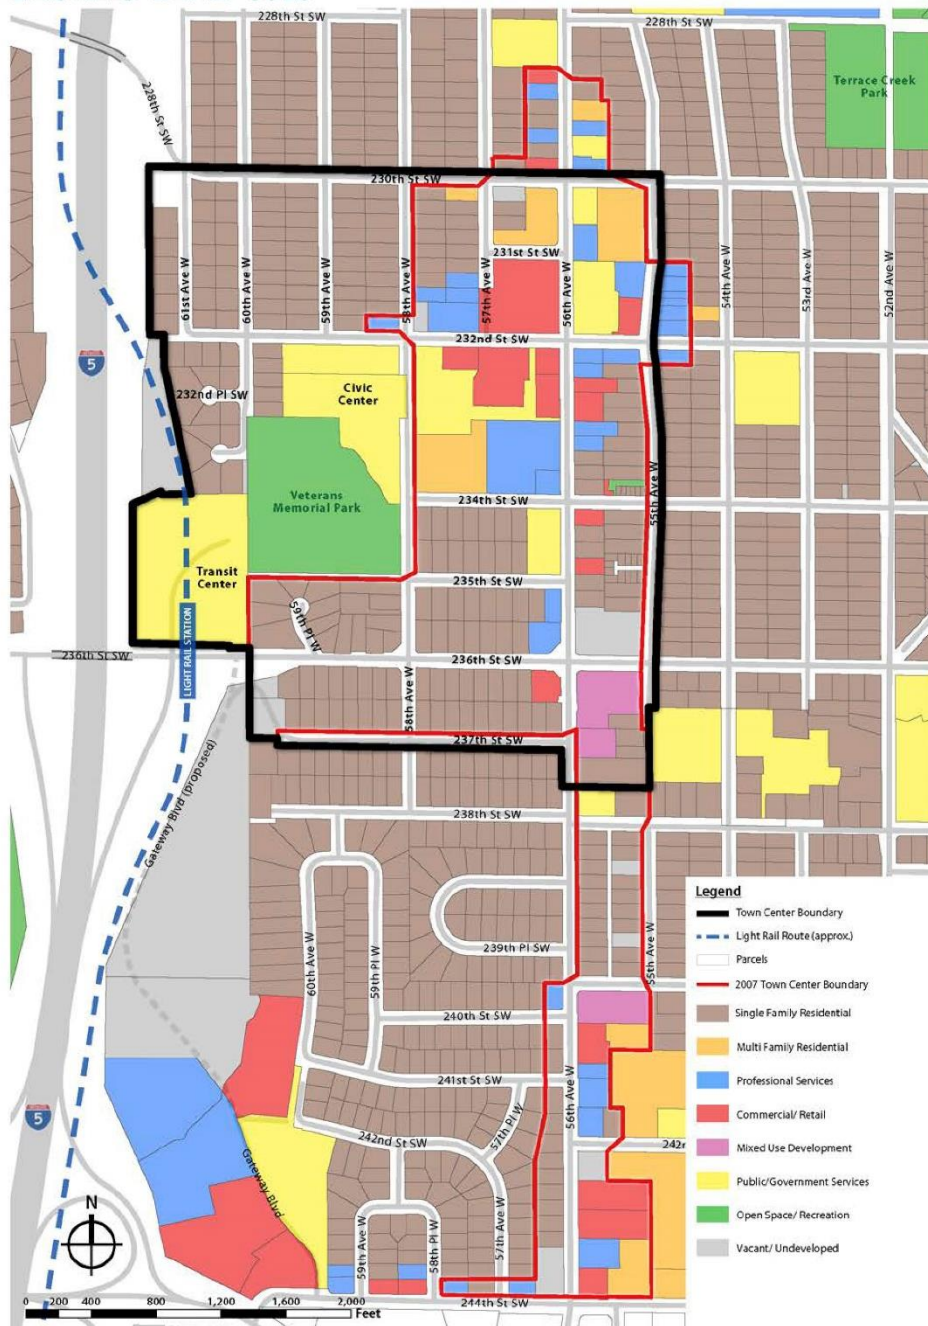 228th St SW
228th St SW
Terrace Creek
Park
228th St SW
230th St SW
231st St SW
61st Ave W
60th Ave W
59th Ave W
58th Ave W
57th Ave W
56th Ave W
54th Ave W
53rd Ave W
52nd Ave W
232nd St SW
5
232nd Pl SW
Civic
Center
Veterans
Memorial Park
234th St SW
55th Ave W
Transit
Center
235th St SW
59th Pl W
LIGHT RAIL STATION
236th St SW
236th St SW
58th Ave W
237th St SW
Gateway Blvd (proposed)
238th St SW
60th Ave W
59th Pl W
239th Pl SW
56th Ave W
55th Ave W
240th St SW
241st St SW
56th Ave W
57th Pl W
242nd St SW
5
Gateway Blvd
59th Ave W
58th Pl W
57th Ave W
244th St SW
N
0 200 400 800 1,200 1,600 2,000
Feet
Legend
Town Center Boundary
Light Rail Route (approx.)
Parcels
2007 Town Center Boundary
Single Family Residential
Multi Family Residential
Professional Services
Commercial/ Retail
Mixed Use Development
Public/Government Services
Open Space/ Recreation
Vacant/ Undeveloped